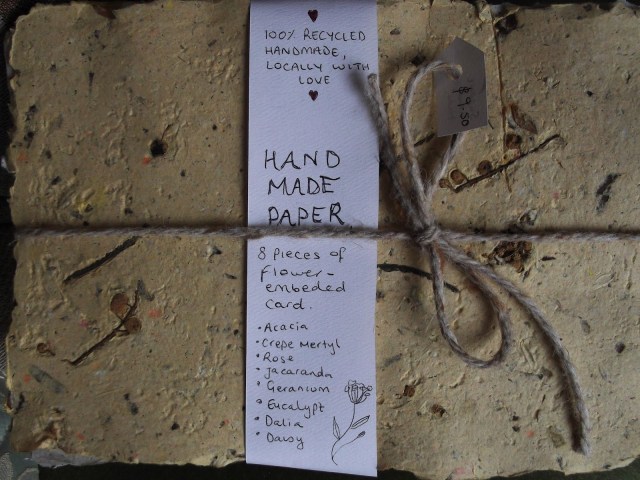 100% RECYCLED
HANDMADE,
LOCALLY WITH
LOVE
HAND
MADE
PAPER.
8 Pieces of
flower-
embeded
card.
• Acacia
• Crepe Mertyl
• Rose
• Jacaranda
• Geranium
• Eucalypt
• Dalia
• Daisy
$9.50